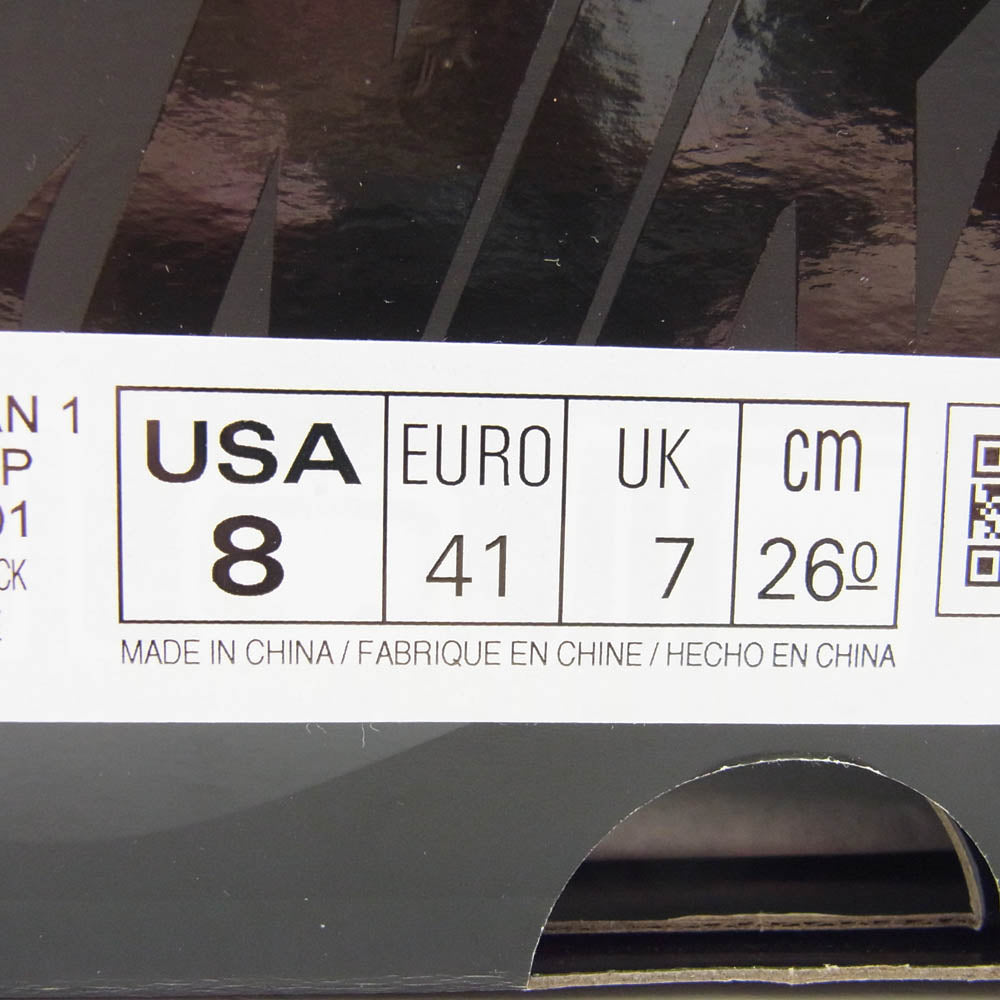 AN 1
P
01
CK
USA EURO UK cm
8 41 7 26 0
MADE IN CHINA / FABRIQUE EN CHINE / HECHO EN CHINA